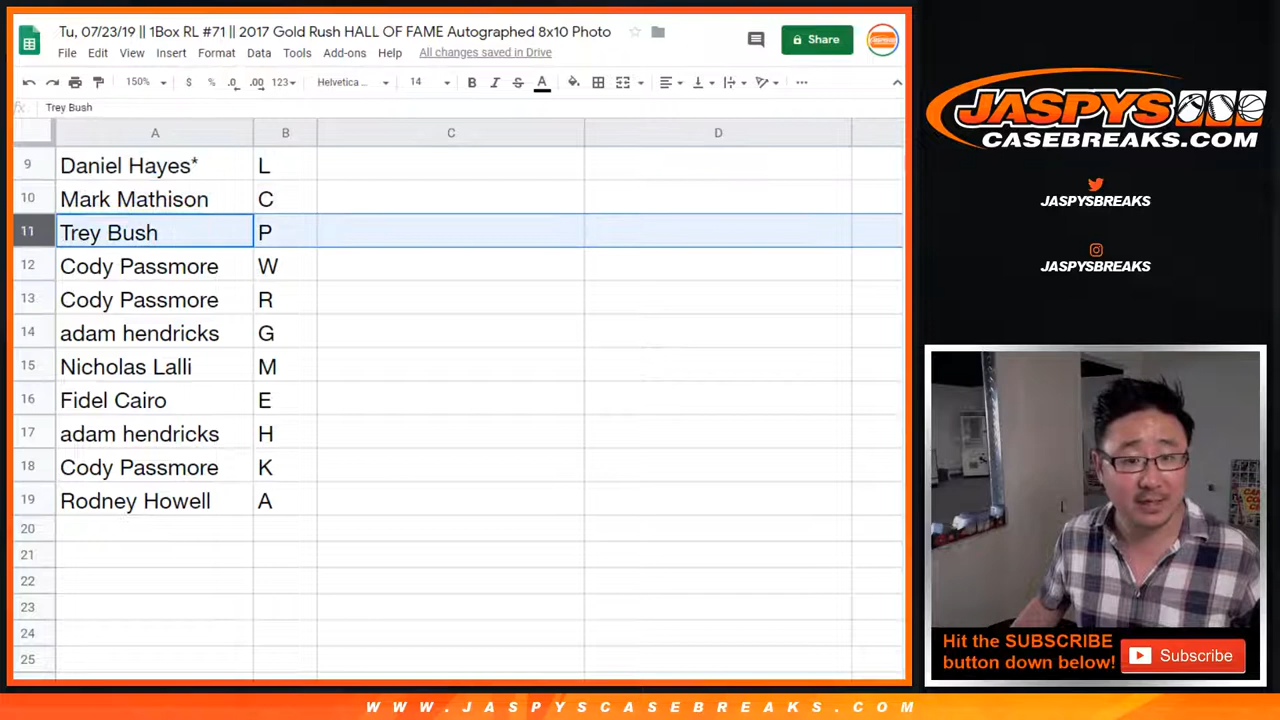 Tu, 07/23/19 || 1Box RL #71 || 2017 Gold Rush HALL OF FAME Autographed 8x10 Photo
File Edit View Insert Format Data Tools Add-ons Help All changes saved in Drive
Share
150% $ % .0 .00 123 Helvetica ... 14 B I S A
fx Trey Bush
A B C D
9 Daniel Hayes* L
10 Mark Mathison C
11 Trey Bush P
12 Cody Passmore W
13 Cody Passmore R
14 adam hendricks G
15 Nicholas Lalli M
16 Fidel Cairo E
17 adam hendricks H
18 Cody Passmore K
19 Rodney Howell A
20
21
22
23
24
25
JASPYS
CASEBREAKS.COM
JASPYSBREAKS
JASPYSBREAKS
Hit the SUBSCRIBE
button down below!
Subscribe
WWW.JASPYSCASEBREAKS.COM